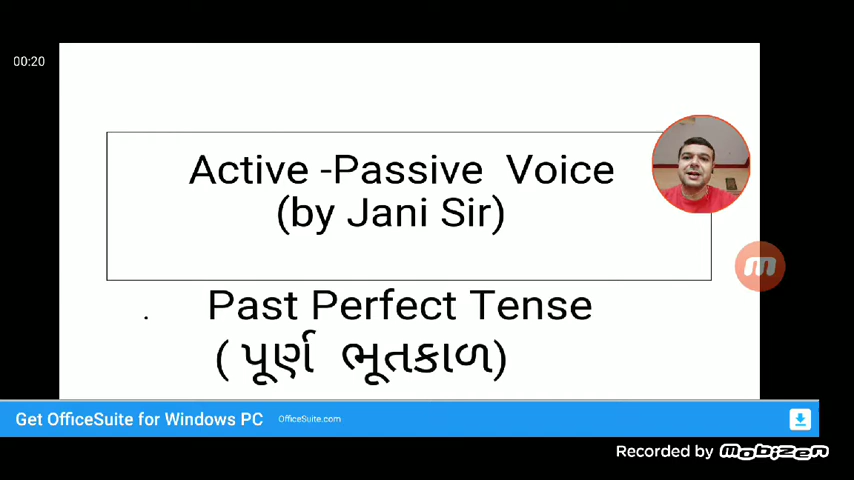 00:20
Active -Passive Voice
(by Jani Sir)
. Past Perfect Tense
( પૂર્ણ ભૂતકાળ)
Get OfficeSuite for Windows PC OfficeSuite.com
Recorded by mobizen